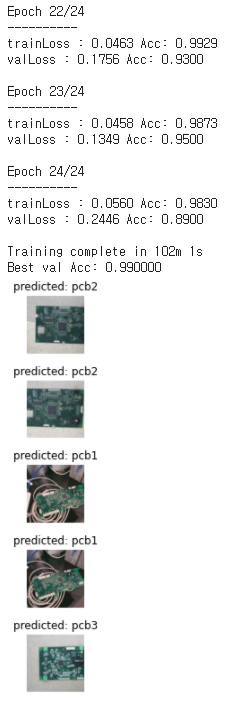 Epoch 22/24
----------
trainLoss : 0.0463 Acc: 0.9929
valLoss : 0.1756 Acc: 0.9300
Epoch 23/24
----------
trainLoss : 0.0458 Acc: 0.9873
valLoss : 0.1349 Acc: 0.9500
Epoch 24/24
----------
trainLoss : 0.0560 Acc: 0.9830
valLoss : 0.2446 Acc: 0.8900
Training complete in 102m 1s
Best val Acc: 0.990000
predicted: pcb2
predicted: pcb2
predicted: pcb1
predicted: pcb1
predicted: pcb3